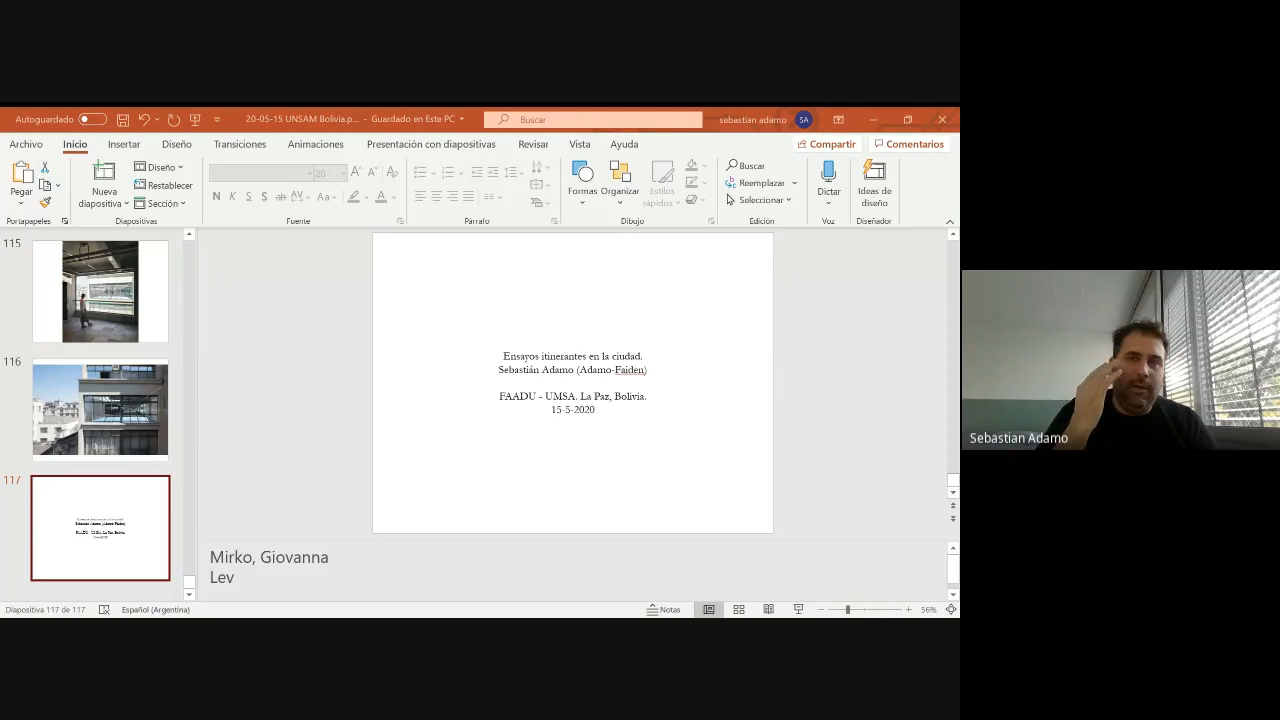 Autoguardado
20-05-15 UNSAM Bolivia.p... - Guardado en Este PC
Buscar
sebastian adamo
SA
Archivo
Inicio
Insertar
Diseño
Transiciones
Animaciones
Presentación con diapositivas
Revisar
Vista
Ayuda
Compartir
Comentarios
Pegar
Nueva
diapositiva
Diseño
Restablecer
Sección
20
N K S S ab AV Aa A
Formas
Organizar
Estilos
rápidos
Buscar
Reemplazar
Seleccionar
Dictar
Ideas de
diseño
Portapapeles
Diapositivas
Fuente
Párrafo
Dibujo
Edición
Voz
Diseñador
115
116
117
Ensayos itinerantes en la ciudad.
Sebastián Adamo (Adamo-Faiden)
FAADU - UMSA. La Paz, Bolivia.
15-5-2020
Sebastian Adamo
Mirko, Giovanna
Lev
Diapositiva 117 de 117
Español (Argentina)
Notas
56%